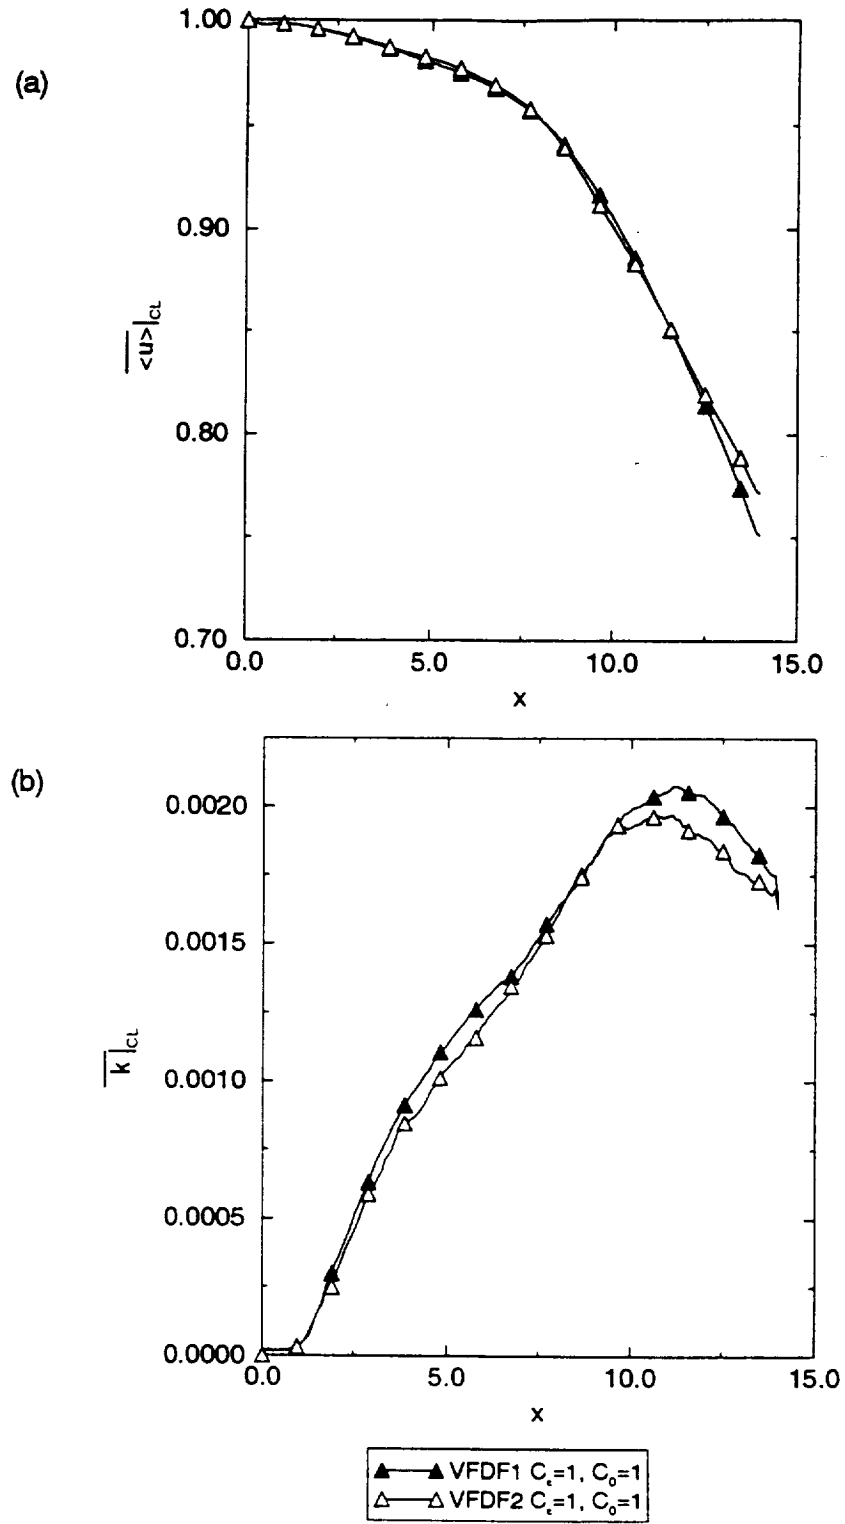 (a)
1.00
0.90
0.80
0.70
<u>|CL
0.0
5.0
10.0
15.0
x
(b)
0.0020
0.0015
0.0010
0.0005
0.0000
k|CL
0.0
5.0
10.0
15.0
x
VFDF1 Cε=1, C₀=1
VFDF2 Cε=1, C₀=1